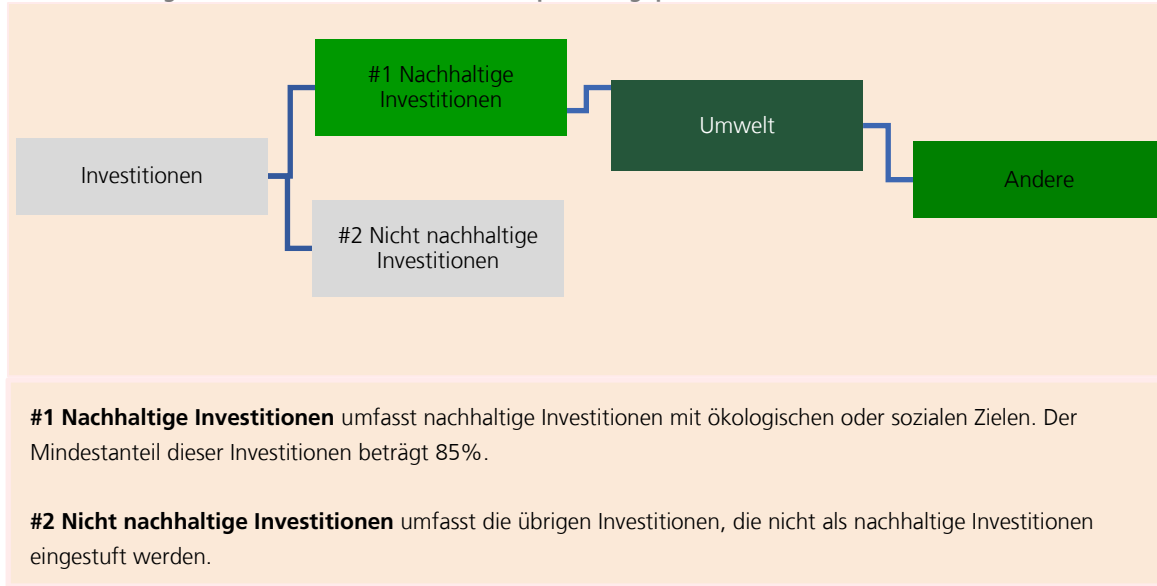 #1 Nachhaltige
Investitionen
Umwelt
Investitionen
Andere
#2 Nicht nachhaltige
Investitionen
#1 Nachhaltige Investitionen umfasst nachhaltige Investitionen mit ökologischen oder sozialen Zielen. Der
Mindestanteil dieser Investitionen beträgt 85%.
#2 Nicht nachhaltige Investitionen umfasst die übrigen Investitionen, die nicht als nachhaltige Investitionen
eingestuft werden.